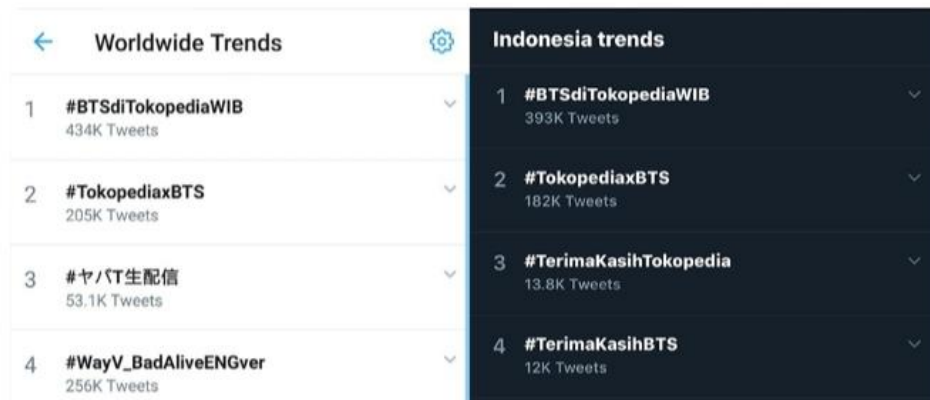 Worldwide Trends
1 #BTSdiTokopediaWIB
434K Tweets
2 #TokopediaxBTS
205K Tweets
3 #ヤバT生配信
53.1K Tweets
4 #WayV_BadAliveENGver
256K Tweets
Indonesia trends
1 #BTSdiTokopediaWIB
393K Tweets
2 #TokopediaxBTS
182K Tweets
3 #TerimaKasihTokopedia
13.8K Tweets
4 #TerimaKasihBTS
12K Tweets